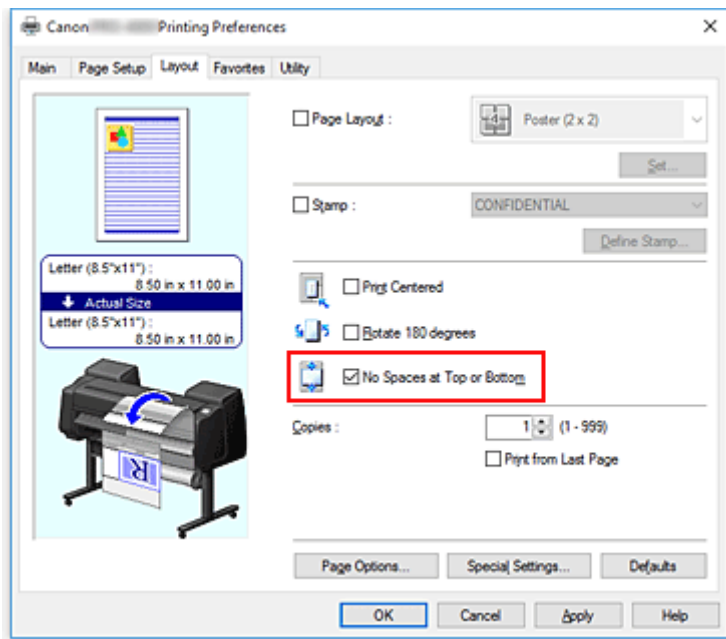 Canon Printing Preferences
Main Page Setup Layout Favorites Utility
Page Layout :
4
Poster (2 x 2)
Set...
Stamp :
CONFIDENTIAL
Define Stamp...
Letter (8.5"x11") :
8.50 in x 11.00 in
Actual Size
Letter (8.5"x11") :
8.50 in x 11.00 in
R
Print Centered
Rotate 180 degrees
No Spaces at Top or Bottom
Copies :
1 (1 - 999)
Print from Last Page
Page Options... Special Settings... Defaults
OK Cancel Apply Help